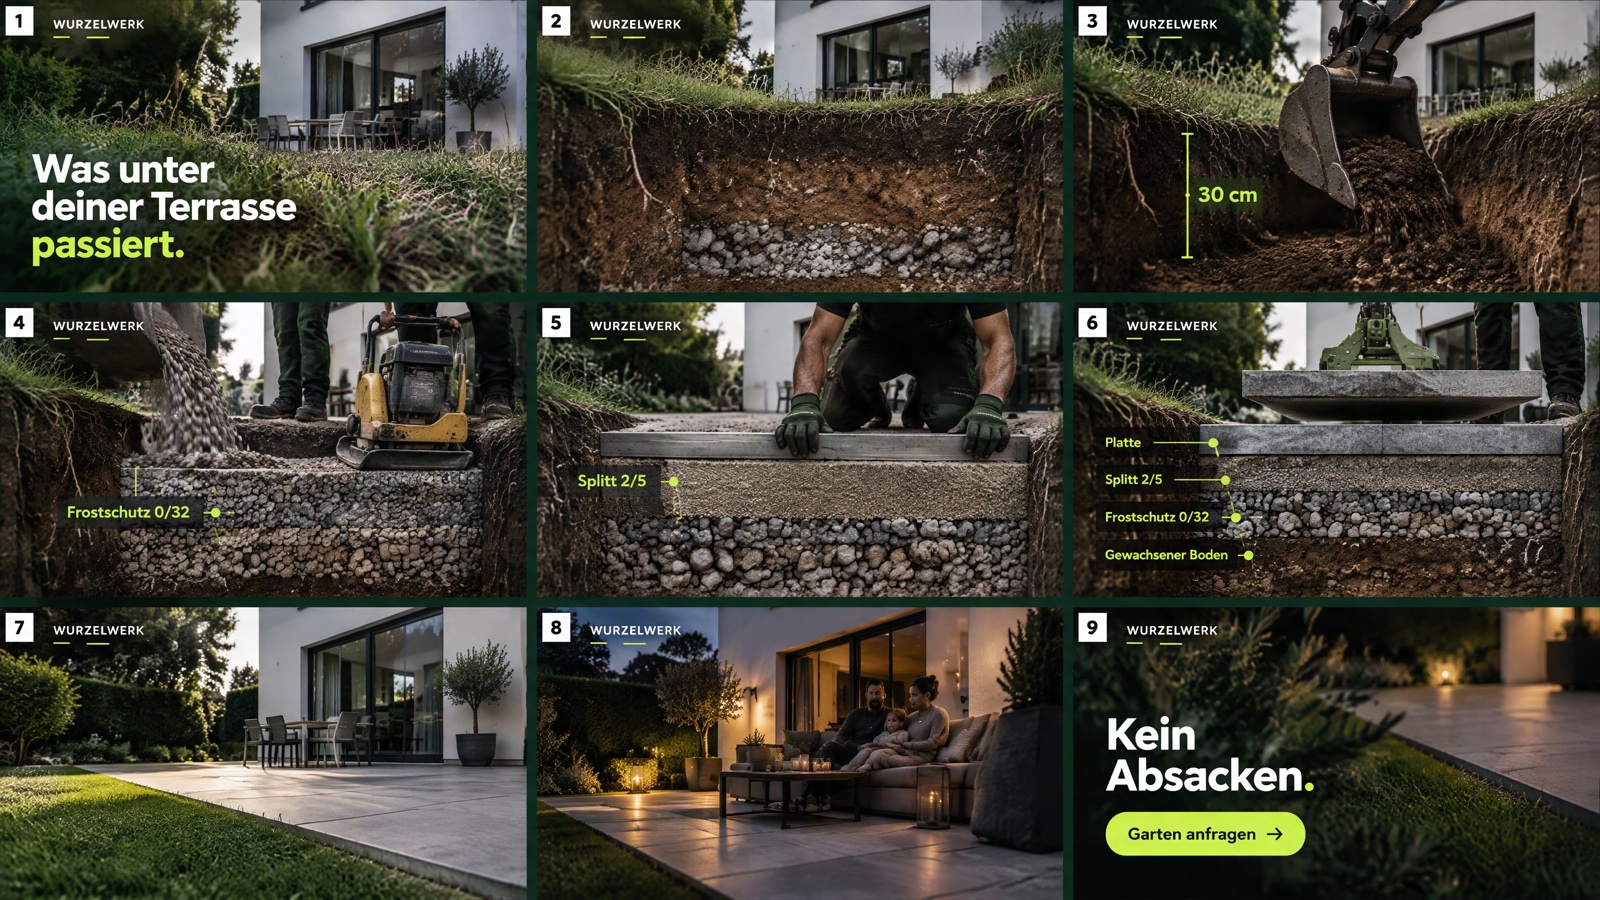 1
WURZELWERK
Was unter
deiner Terrasse
passiert.
2
WURZELWERK
3
WURZELWERK
30 cm
4
WURZELWERK
Frostschutz 0/32
5
WURZELWERK
Splitt 2/5
6
WURZELWERK
Platte
Splitt 2/5
Frostschutz 0/32
Gewachsener Boden
7
WURZELWERK
8
WURZELWERK
9
WURZELWERK
Kein
Absacken.
Garten anfragen →